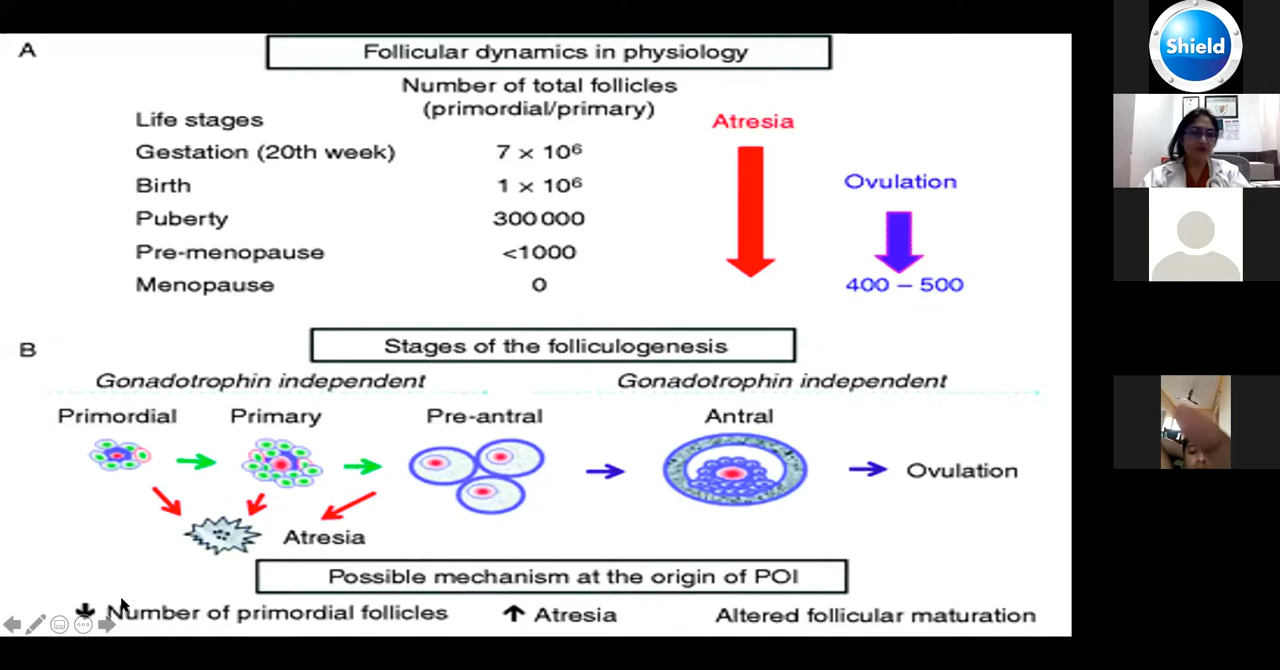 A
Follicular dynamics in physiology
Number of total follicles
(primordial/primary)
Life stages
Atresia
Gestation (20th week) 7 × 10⁶
Birth 1 × 10⁶
Ovulation
Puberty 300 000
Pre-menopause <1000
Menopause 0
400 – 500
B
Stages of the folliculogenesis
Gonadotrophin independent Gonadotrophin independent
Primordial Primary Pre-antral Antral
Ovulation
Atresia
Possible mechanism at the origin of POI
Number of primordial follicles Atresia Altered follicular maturation
Shield